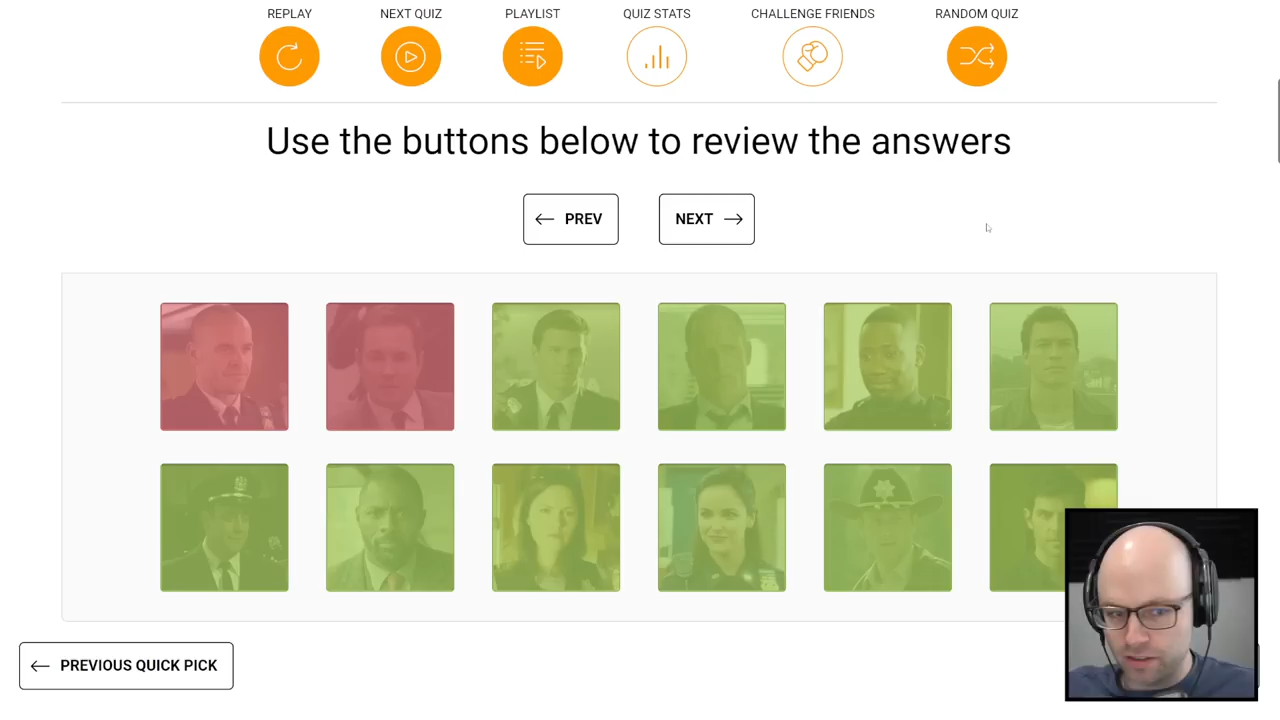 REPLAY
NEXT QUIZ
PLAYLIST
QUIZ STATS
CHALLENGE FRIENDS
RANDOM QUIZ
Use the buttons below to review the answers
PREV
NEXT
PREVIOUS QUICK PICK